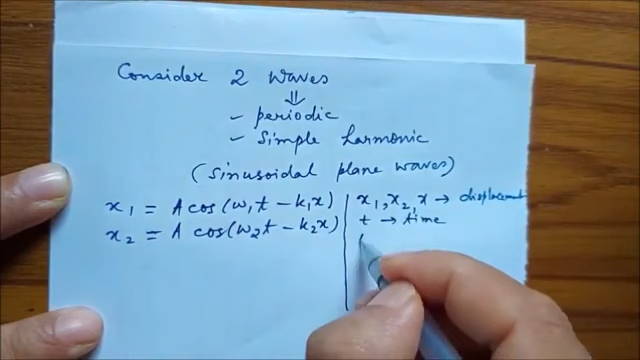 Consider 2 waves
⇓
- periodic
- Simple harmonic
(Sinusoidal plane waves)
x₁ = A cos(ω₁t - k₁x)
x₂ = A cos(ω₂t - k₂x)
x₁, x₂, x → displacement
t → time